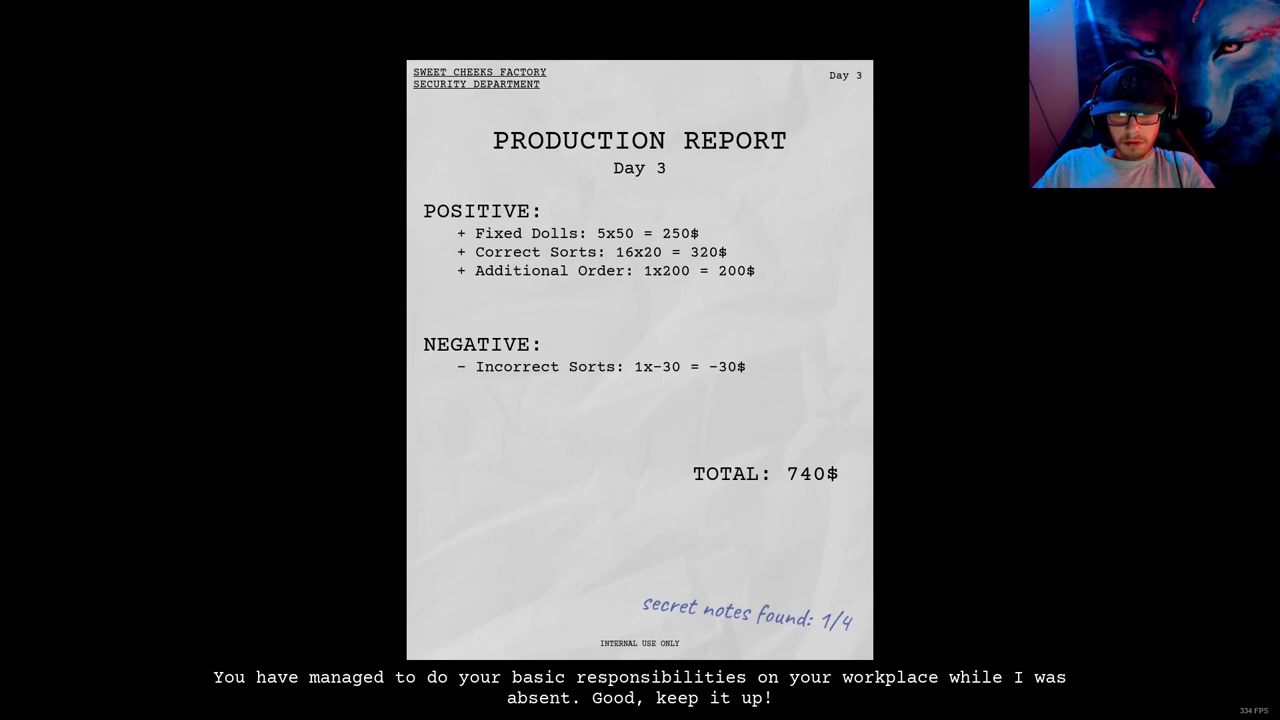 SWEET CHEEKS FACTORY
SECURITY DEPARTMENT
Day 3
PRODUCTION REPORT
Day 3
POSITIVE:
+ Fixed Dolls: 5x50 = 250$
+ Correct Sorts: 16x20 = 320$
+ Additional Order: 1x200 = 200$
NEGATIVE:
- Incorrect Sorts: 1x-30 = -30$
TOTAL: 740$
secret notes found: 1/4
INTERNAL USE ONLY
You have managed to do your basic responsibilities on your workplace while I was
absent. Good, keep it up!
334 FPS